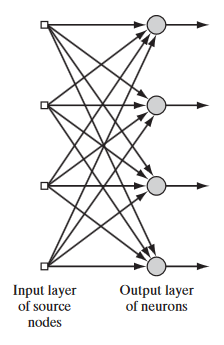 Input layer
of source
nodes
Output layer
of neurons